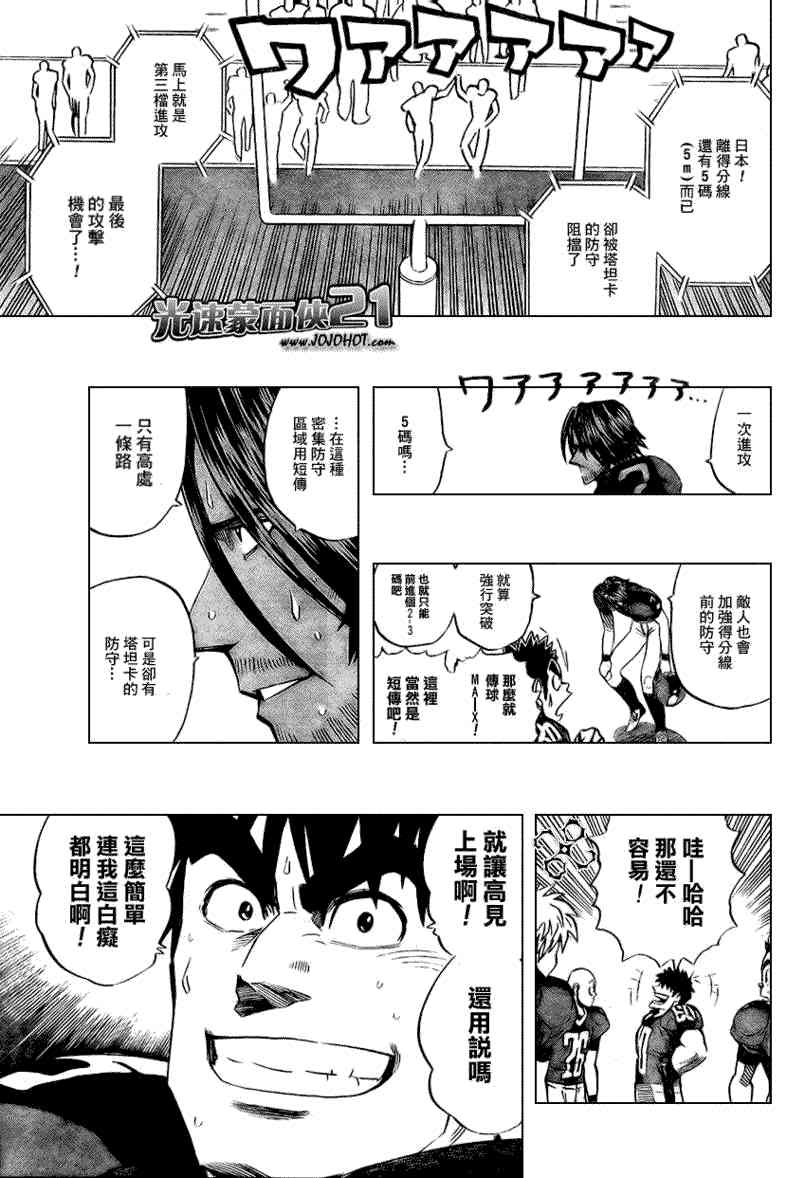 ワァァァァァ
日本！
離得分線
還有5碼
(5m)而已
卻被塔坦卡
的防守
阻擋了
馬上就是
第三檔進攻
最後
的攻擊
機會了…！
光速蒙面俠21
www.JOJOHOT.com
ワァァァァァァ…
一次進攻
5
碼嗎…
…在這種
密集防守
區域用短傳
只有高處
一條路
可是卻有
塔坦卡的
防守…
敵人也會
加強得分線
前的防守
就算
強行突破
也就只能
前進個2·3
碼吧
那麼就
傳球
MAIX！
這裡
當然是
短傳吧！
哇—哈哈
那還不
容易！
26
50
就讓高見
上場啊！
還用説嗎
這麼簡單
連我這白癡
都明白啊！